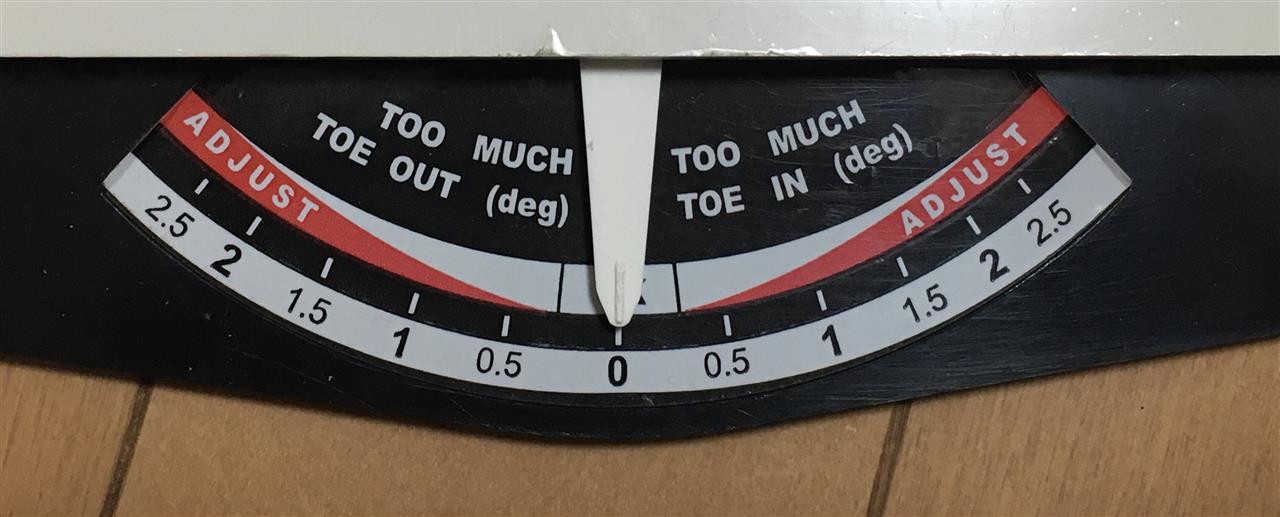 TOO MUCH
TOE OUT (deg)
TOO MUCH
TOE IN (deg)
ADJUST
ADJUST
2.5 2 1.5 1 0.5 0 0.5 1 1.5 2 2.5